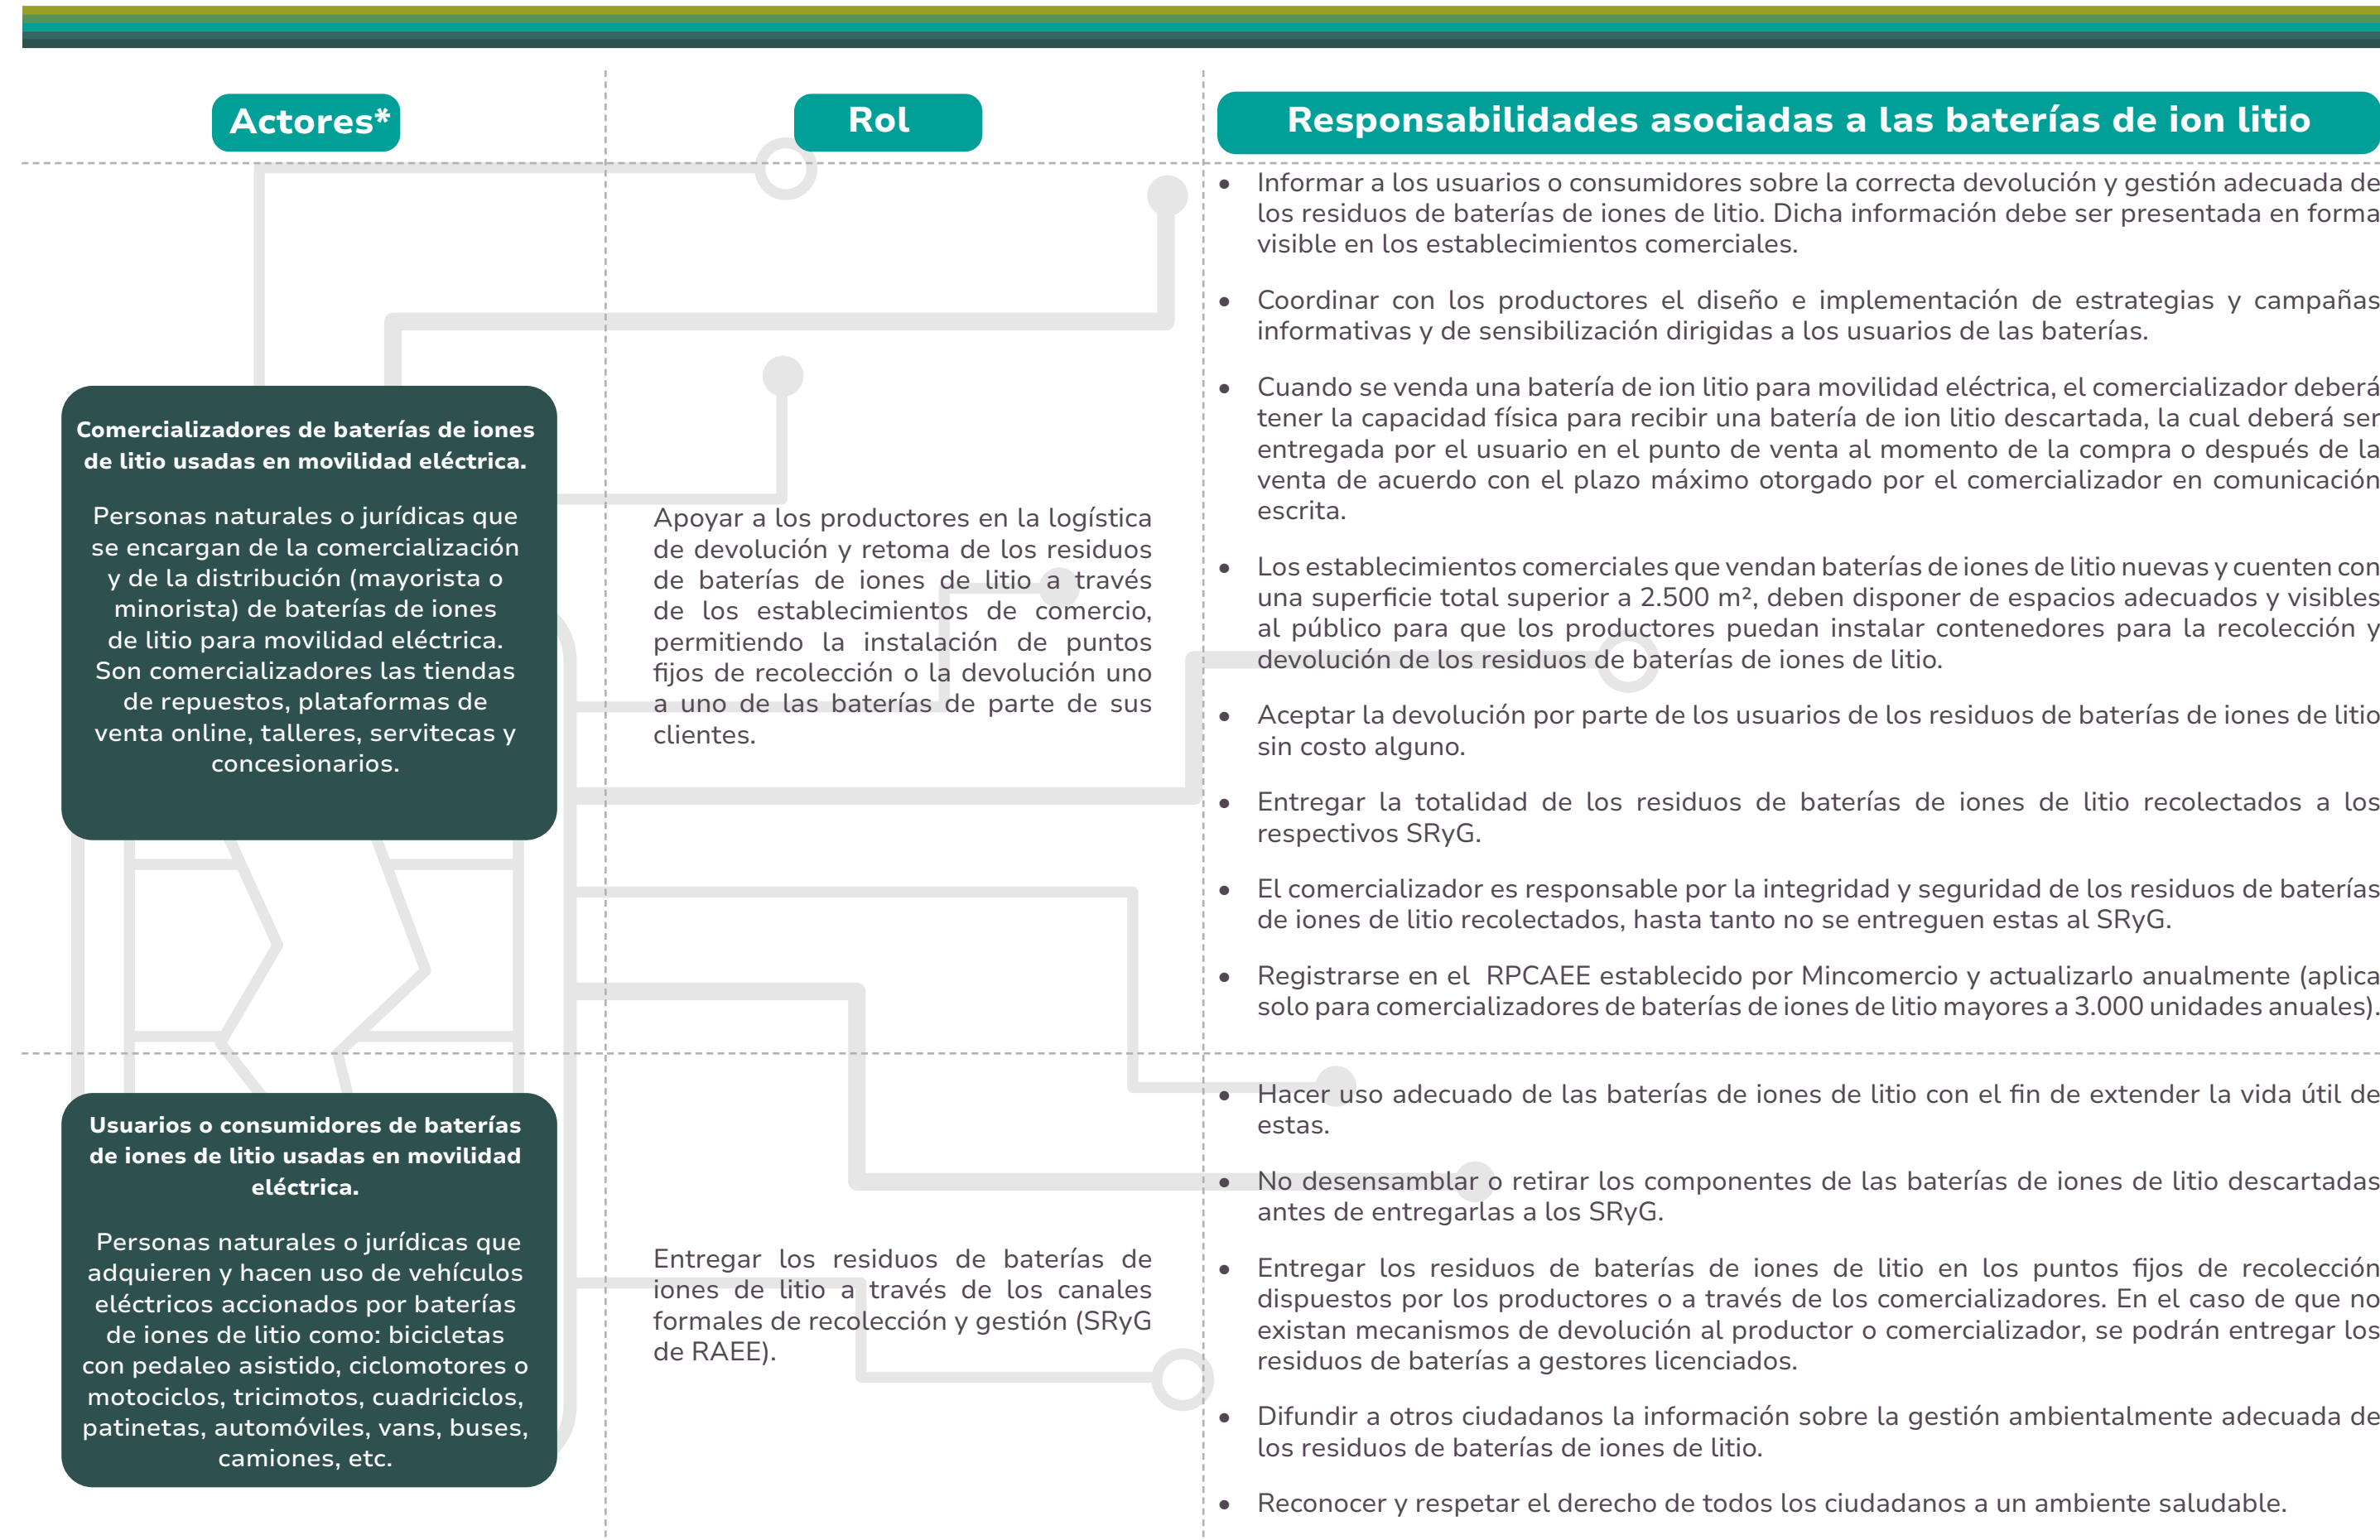 Actores*
Rol
Responsabilidades asociadas a las baterías de ion litio
Comercializadores de baterías de iones
de litio usadas en movilidad eléctrica.
Personas naturales o jurídicas que
se encargan de la comercialización
y de la distribución (mayorista o
minorista) de baterías de iones
de litio para movilidad eléctrica.
Son comercializadores las tiendas
de repuestos, plataformas de
venta online, talleres, servitecas y
concesionarios.
Apoyar a los productores en la logística
de devolución y retoma de los residuos
de baterías de iones de litio a través
de los establecimientos de comercio,
permitiendo la instalación de puntos
fijos de recolección o la devolución uno
a uno de las baterías de parte de sus
clientes.
• Informar a los usuarios o consumidores sobre la correcta devolución y gestión adecuada de
los residuos de baterías de iones de litio. Dicha información debe ser presentada en forma
visible en los establecimientos comerciales.
• Coordinar con los productores el diseño e implementación de estrategias y campañas
informativas y de sensibilización dirigidas a los usuarios de las baterías.
• Cuando se venda una batería de ion litio para movilidad eléctrica, el comercializador deberá
tener la capacidad física para recibir una batería de ion litio descartada, la cual deberá ser
entregada por el usuario en el punto de venta al momento de la compra o después de la
venta de acuerdo con el plazo máximo otorgado por el comercializador en comunicación
escrita.
• Los establecimientos comerciales que vendan baterías de iones de litio nuevas y cuenten con
una superficie total superior a 2.500 m², deben disponer de espacios adecuados y visibles
al público para que los productores puedan instalar contenedores para la recolección y
devolución de los residuos de baterías de iones de litio.
• Aceptar la devolución por parte de los usuarios de los residuos de baterías de iones de litio
sin costo alguno.
• Entregar la totalidad de los residuos de baterías de iones de litio recolectados a los
respectivos SRyG.
• El comercializador es responsable por la integridad y seguridad de los residuos de baterías
de iones de litio recolectados, hasta tanto no se entreguen estas al SRyG.
• Registrarse en el RPCAEE establecido por Mincomercio y actualizarlo anualmente (aplica
solo para comercializadores de baterías de iones de litio mayores a 3.000 unidades anuales).
Usuarios o consumidores de baterías
de iones de litio usadas en movilidad
eléctrica.
Personas naturales o jurídicas que
adquieren y hacen uso de vehículos
eléctricos accionados por baterías
de iones de litio como: bicicletas
con pedaleo asistido, ciclomotores o
motociclos, tricimotos, cuadriciclos,
patinetas, automóviles, vans, buses,
camiones, etc.
Entregar los residuos de baterías de
iones de litio a través de los canales
formales de recolección y gestión (SRyG
de RAEE).
• Hacer uso adecuado de las baterías de iones de litio con el fin de extender la vida útil de
estas.
• No desensamblar o retirar los componentes de las baterías de iones de litio descartadas
antes de entregarlas a los SRyG.
• Entregar los residuos de baterías de iones de litio en los puntos fijos de recolección
dispuestos por los productores o a través de los comercializadores. En el caso de que no
existan mecanismos de devolución al productor o comercializador, se podrán entregar los
residuos de baterías a gestores licenciados.
• Difundir a otros ciudadanos la información sobre la gestión ambientalmente adecuada de
los residuos de baterías de iones de litio.
• Reconocer y respetar el derecho de todos los ciudadanos a un ambiente saludable.